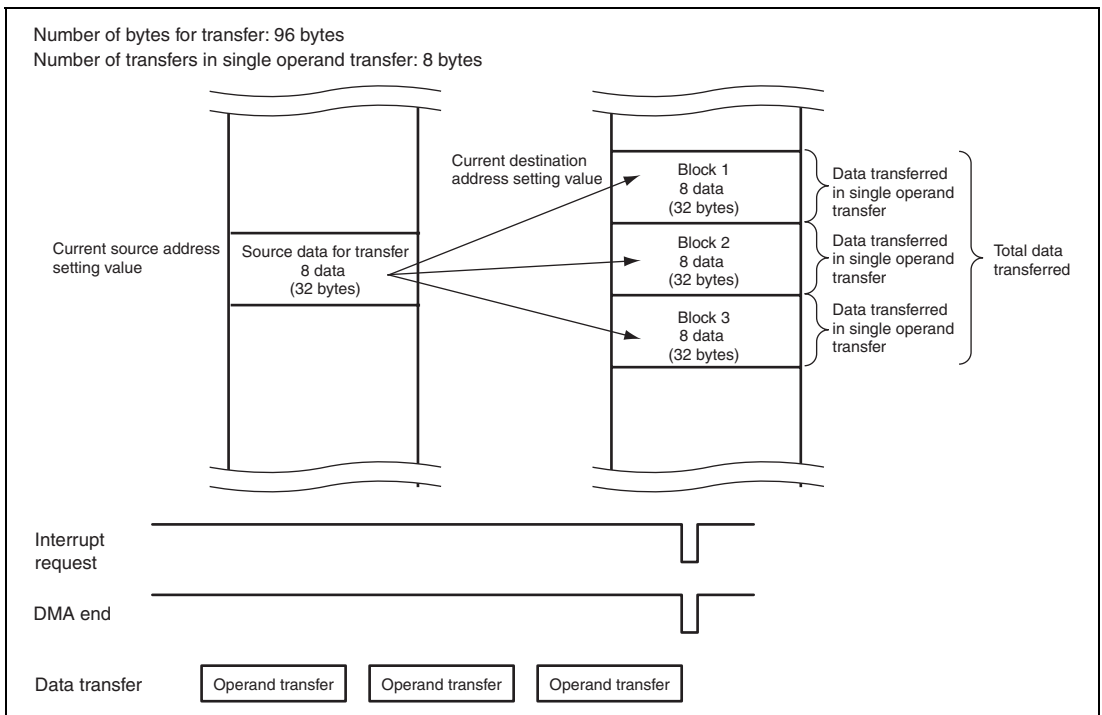 Number of bytes for transfer: 96 bytes
Number of transfers in single operand transfer: 8 bytes
Current source address
setting value
Source data for transfer
8 data
(32 bytes)
Current destination
address setting value
Block 1
8 data
(32 bytes)
Block 2
8 data
(32 bytes)
Block 3
8 data
(32 bytes)
Data transferred
in single operand
transfer
Data transferred
in single operand
transfer
Data transferred
in single operand
transfer
Total data
transferred
Interrupt
request
DMA end
Data transfer
Operand transfer
Operand transfer
Operand transfer